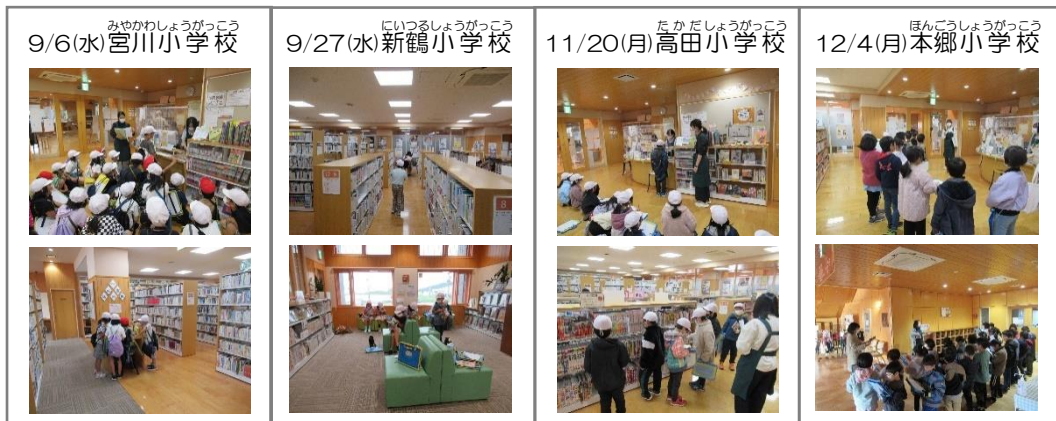 みやかわしょうがっこう
9/6(水)宮川小学校
にいつるしょうがっこう
9/27(水)新鶴小学校
たかだしょうがっこう
11/20(月)高田小学校
ほんごうしょうがっこう
12/4(月)本郷小学校